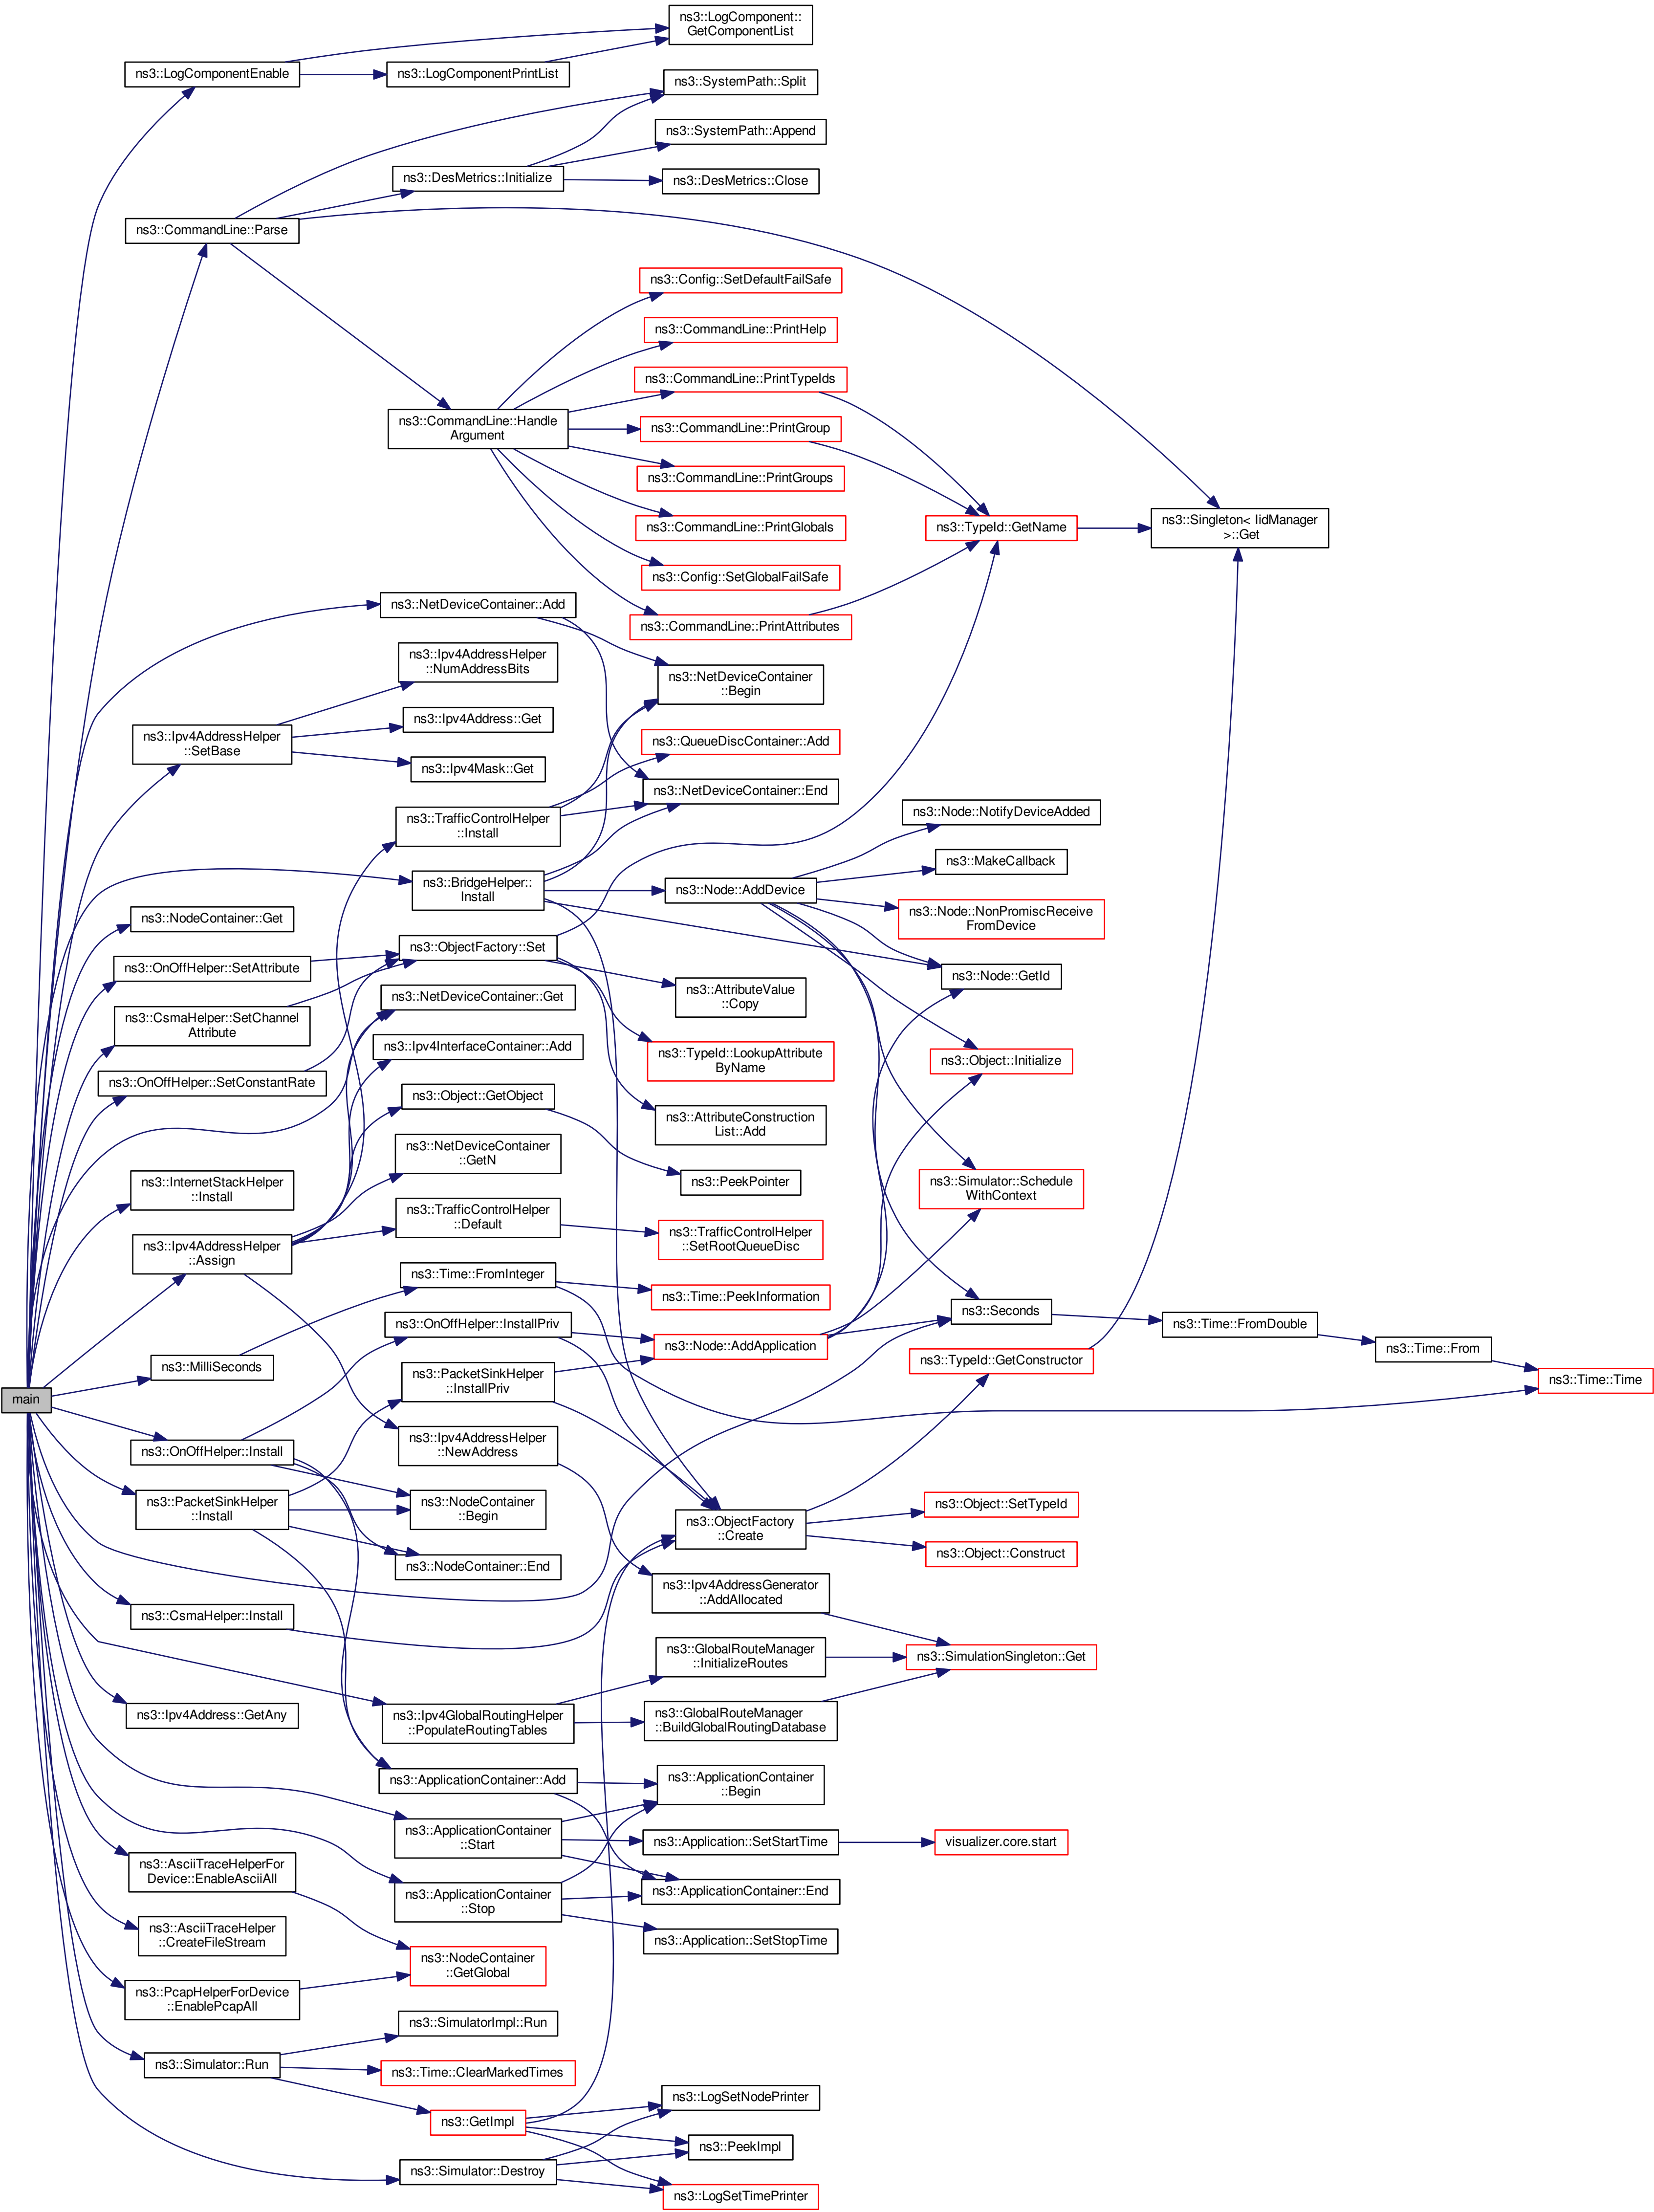 ns3::LogComponent::
GetComponentList
ns3::LogComponentEnable
ns3::LogComponentPrintList
ns3::SystemPath::Split
ns3::SystemPath::Append
ns3::DesMetrics::Initialize
ns3::DesMetrics::Close
ns3::CommandLine::Parse
ns3::Config::SetDefaultFailSafe
ns3::CommandLine::PrintHelp
ns3::CommandLine::PrintTypeIds
ns3::CommandLine::Handle
Argument
ns3::CommandLine::PrintGroup
ns3::CommandLine::PrintGroups
ns3::CommandLine::PrintGlobals
ns3::TypeId::GetName
ns3::Singleton< IidManager
>::Get
ns3::Config::SetGlobalFailSafe
ns3::NetDeviceContainer::Add
ns3::CommandLine::PrintAttributes
ns3::Ipv4AddressHelper
::NumAddressBits
ns3::NetDeviceContainer
::Begin
ns3::Ipv4Address::Get
ns3::Ipv4AddressHelper
::SetBase
ns3::QueueDiscContainer::Add
ns3::Ipv4Mask::Get
ns3::NetDeviceContainer::End
ns3::TrafficControlHelper
::Install
ns3::Node::NotifyDeviceAdded
ns3::MakeCallback
ns3::BridgeHelper::
Install
ns3::Node::AddDevice
ns3::Node::NonPromiscReceive
FromDevice
ns3::NodeContainer::Get
ns3::ObjectFactory::Set
ns3::OnOffHelper::SetAttribute
ns3::Node::GetId
ns3::NetDeviceContainer::Get
ns3::AttributeValue
::Copy
ns3::CsmaHelper::SetChannel
Attribute
ns3::Ipv4InterfaceContainer::Add
ns3::TypeId::LookupAttribute
ByName
ns3::Object::Initialize
ns3::OnOffHelper::SetConstantRate
ns3::Object::GetObject
ns3::AttributeConstruction
List::Add
ns3::NetDeviceContainer
::GetN
ns3::PeekPointer
ns3::InternetStackHelper
::Install
ns3::Simulator::Schedule
WithContext
ns3::TrafficControlHelper
::Default
ns3::TrafficControlHelper
::SetRootQueueDisc
ns3::Ipv4AddressHelper
::Assign
ns3::Time::FromInteger
ns3::Time::PeekInformation
ns3::Seconds
ns3::Time::FromDouble
ns3::OnOffHelper::InstallPriv
ns3::Node::AddApplication
ns3::Time::From
ns3::TypeId::GetConstructor
ns3::MilliSeconds
ns3::PacketSinkHelper
::InstallPriv
ns3::Time::Time
main
ns3::Ipv4AddressHelper
::NewAddress
ns3::OnOffHelper::Install
ns3::PacketSinkHelper
::Install
ns3::NodeContainer
::Begin
ns3::Object::SetTypeId
ns3::ObjectFactory
::Create
ns3::Object::Construct
ns3::NodeContainer::End
ns3::Ipv4AddressGenerator
::AddAllocated
ns3::CsmaHelper::Install
ns3::GlobalRouteManager
::InitializeRoutes
ns3::SimulationSingleton::Get
ns3::Ipv4Address::GetAny
ns3::Ipv4GlobalRoutingHelper
::PopulateRoutingTables
ns3::GlobalRouteManager
::BuildGlobalRoutingDatabase
ns3::ApplicationContainer::Add
ns3::ApplicationContainer
::Begin
ns3::ApplicationContainer
::Start
ns3::Application::SetStartTime
visualizer.core.start
ns3::AsciiTraceHelperFor
Device::EnableAsciiAll
ns3::ApplicationContainer::End
ns3::ApplicationContainer
::Stop
ns3::AsciiTraceHelper
::CreateFileStream
ns3::Application::SetStopTime
ns3::NodeContainer
::GetGlobal
ns3::PcapHelperForDevice
::EnablePcapAll
ns3::SimulatorImpl::Run
ns3::Simulator::Run
ns3::Time::ClearMarkedTimes
ns3::LogSetNodePrinter
ns3::GetImpl
ns3::PeekImpl
ns3::Simulator::Destroy
ns3::LogSetTimePrinter